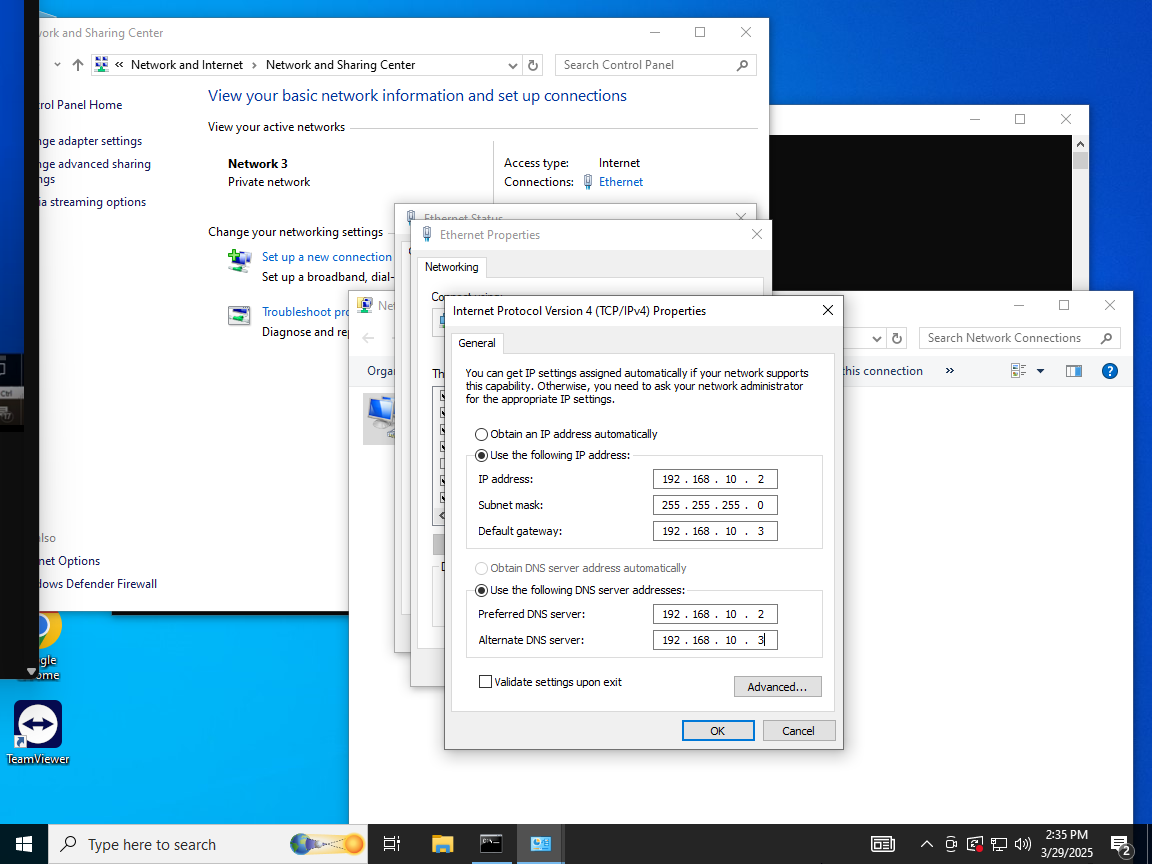 work and Sharing Center
« Network and Internet › Network and Sharing Center
Search Control Panel
trol Panel Home
nge adapter settings
nge advanced sharing
ngs
ia streaming options
View your basic network information and set up connections
View your active networks
Network 3
Private network
Access type: Internet
Connections: Ethernet
Change your networking settings
Set up a new connection
Set up a broadband, dial-
Troubleshoot pro
Diagnose and rep
also
net Options
dows Defender Firewall
Ethernet Status
Ethernet Properties
Networking
Connect using:
Th
Net
Search Network Connections
Orga
this connection »
Internet Protocol Version 4 (TCP/IPv4) Properties
General
You can get IP settings assigned automatically if your network supports
this capability. Otherwise, you need to ask your network administrator
for the appropriate IP settings.
Obtain an IP address automatically
Use the following IP address:
IP address: 192 . 168 . 10 . 2
Subnet mask: 255 . 255 . 255 . 0
Default gateway: 192 . 168 . 10 . 3
Obtain DNS server address automatically
Use the following DNS server addresses:
Preferred DNS server: 192 . 168 . 10 . 2
Alternate DNS server: 192 . 168 . 10 . 3
Validate settings upon exit
Advanced...
OK
Cancel
Ctrl
gle
ome
TeamViewer
Type here to search
2:35 PM
3/29/2025
2